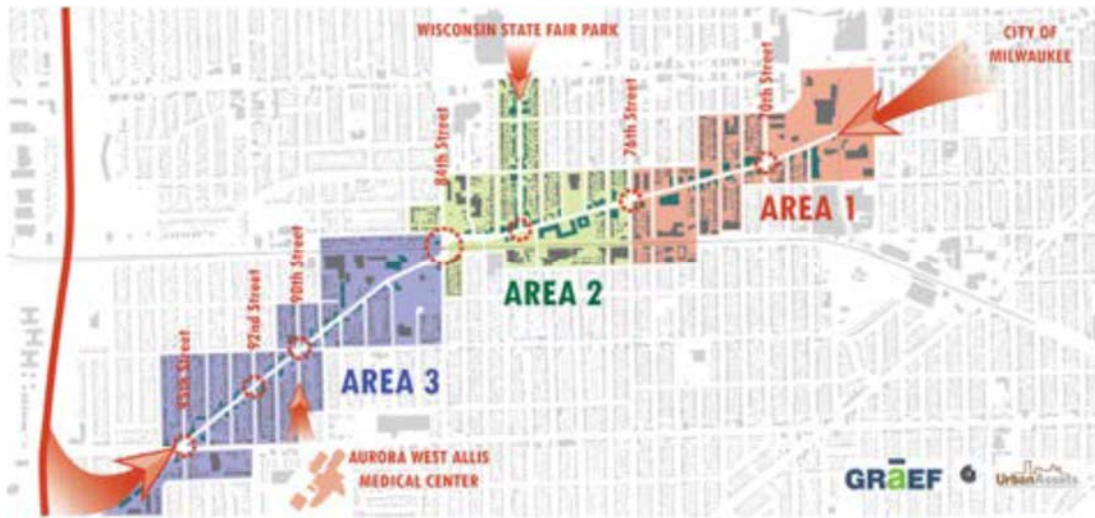 WISCONSIN STATE FAIR PARK
CITY OF
MILWAUKEE
70th Street
76th Street
84th Street
AREA 1
AREA 2
90th Street
92nd Street
AREA 3
AURORA WEST ALLIS
MEDICAL CENTER
GRAEF
UrbanAssets